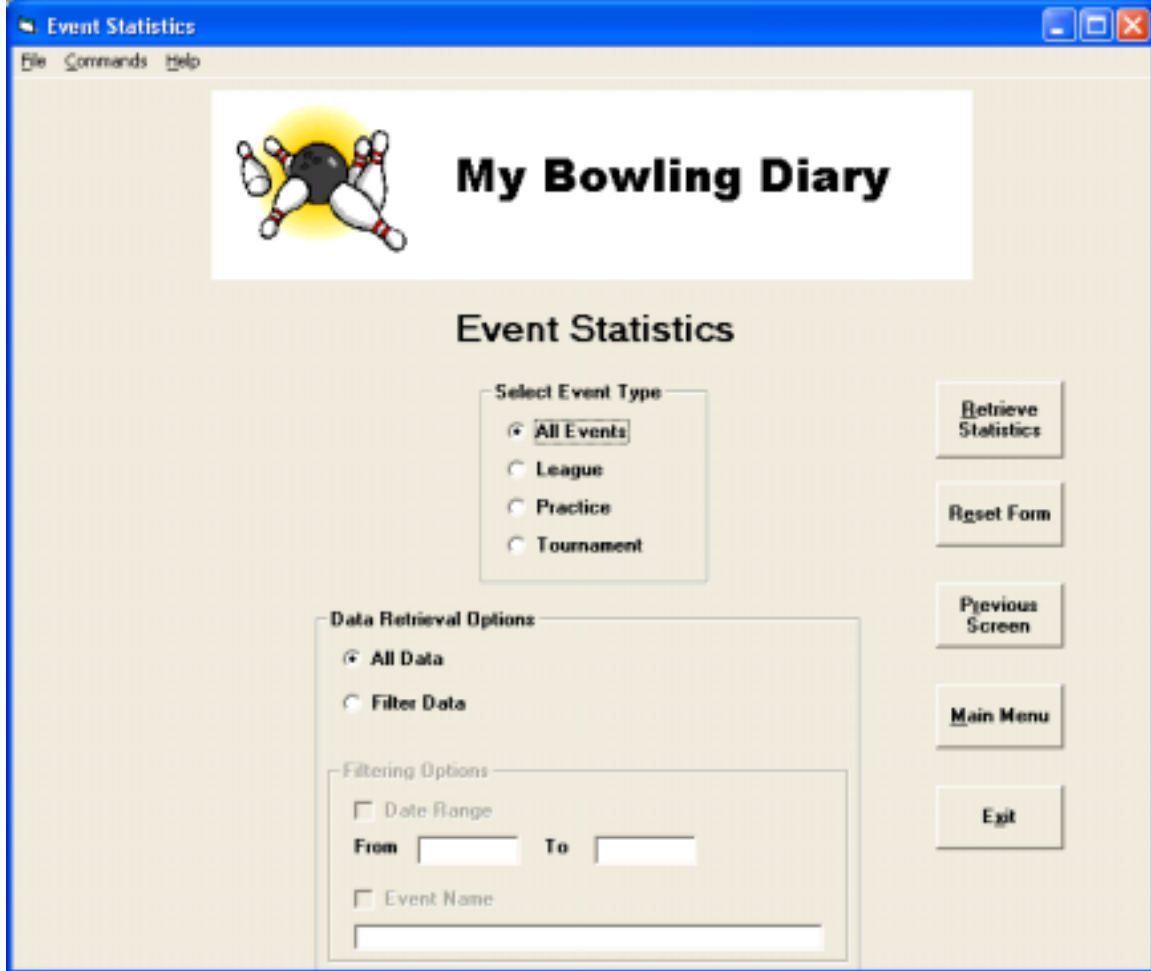 Event Statistics
File Commands Help
My Bowling Diary
Event Statistics
Select Event Type
All Events
League
Practice
Tournament
Retrieve
Statistics
Reset Form
Previous
Screen
Main Menu
Exit
Data Retrieval Options
All Data
Filter Data
Filtering Options
Date Range
From To
Event Name